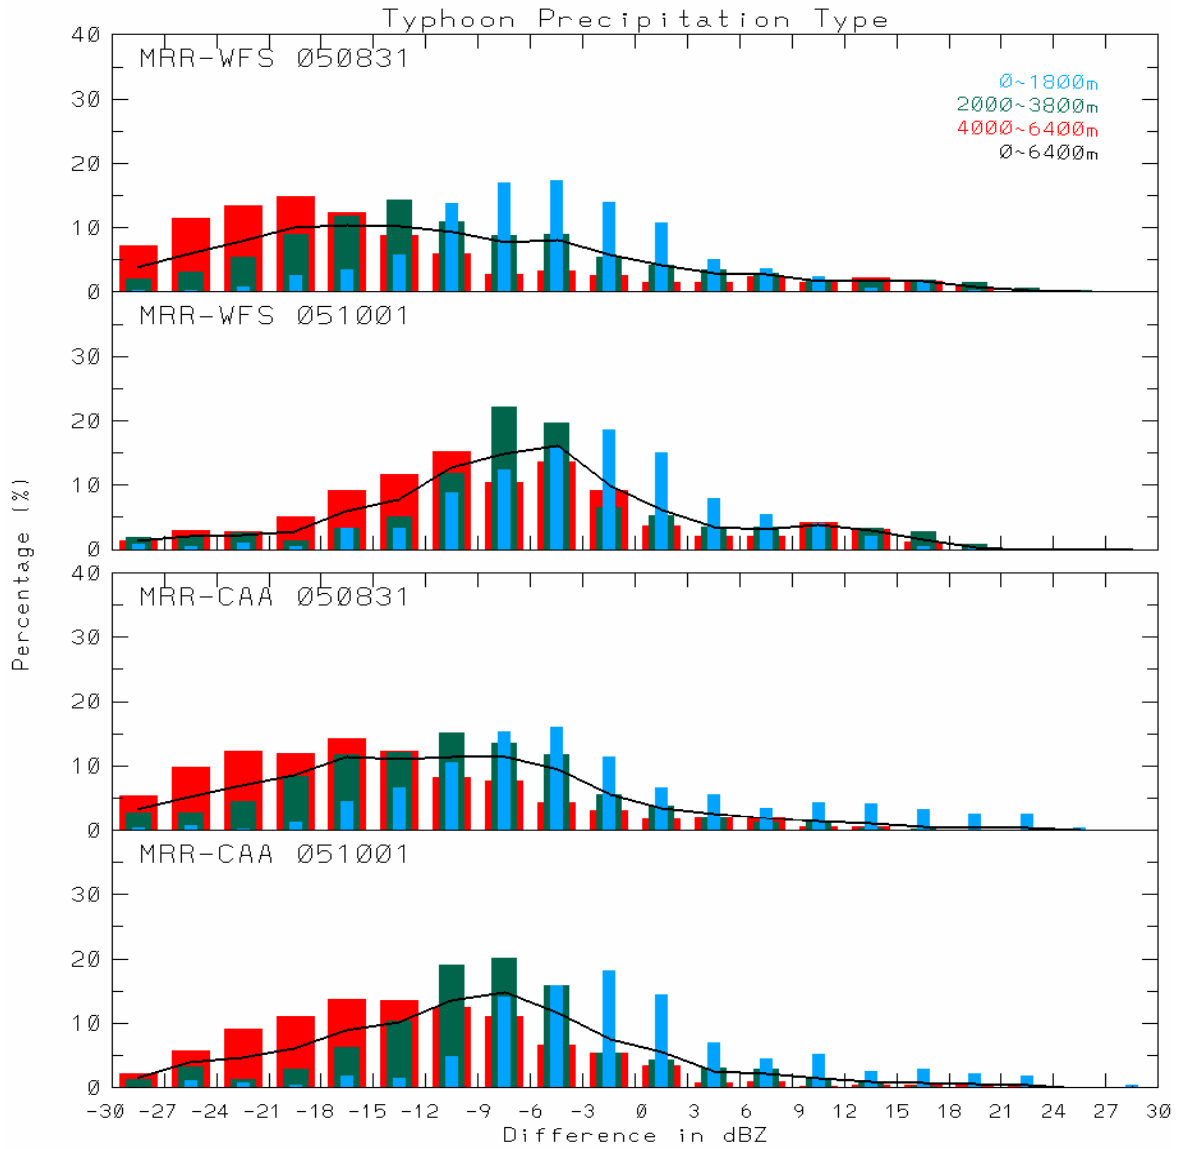 Typhoon Precipitation Type
40
MRR-WFS 050831
0~1800m
30
2000~3800m
4000~6400m
0~6400m
20
10
0
MRR-WFS 051001
30
20
10
0
Percentage (%)
40
MRR-CAA 050831
30
20
10
0
MRR-CAA 051001
30
20
10
0
-30 -27 -24 -21 -18 -15 -12 -9 -6 -3 0 3 6 9 12 15 18 21 24 27 30
Difference in dBZ